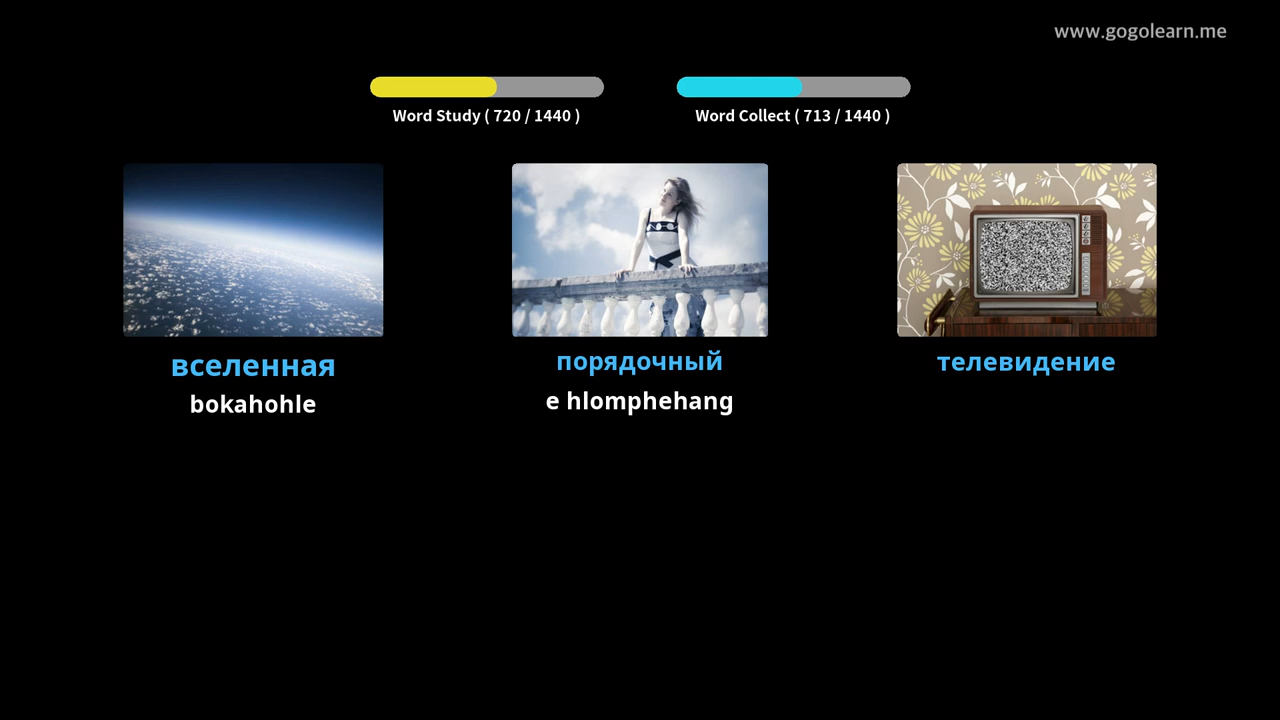 www.gogolearn.me
Word Study ( 720 / 1440 )
Word Collect ( 713 / 1440 )
вселенная
bokahohle
порядочный
e hlomphehang
телевидение